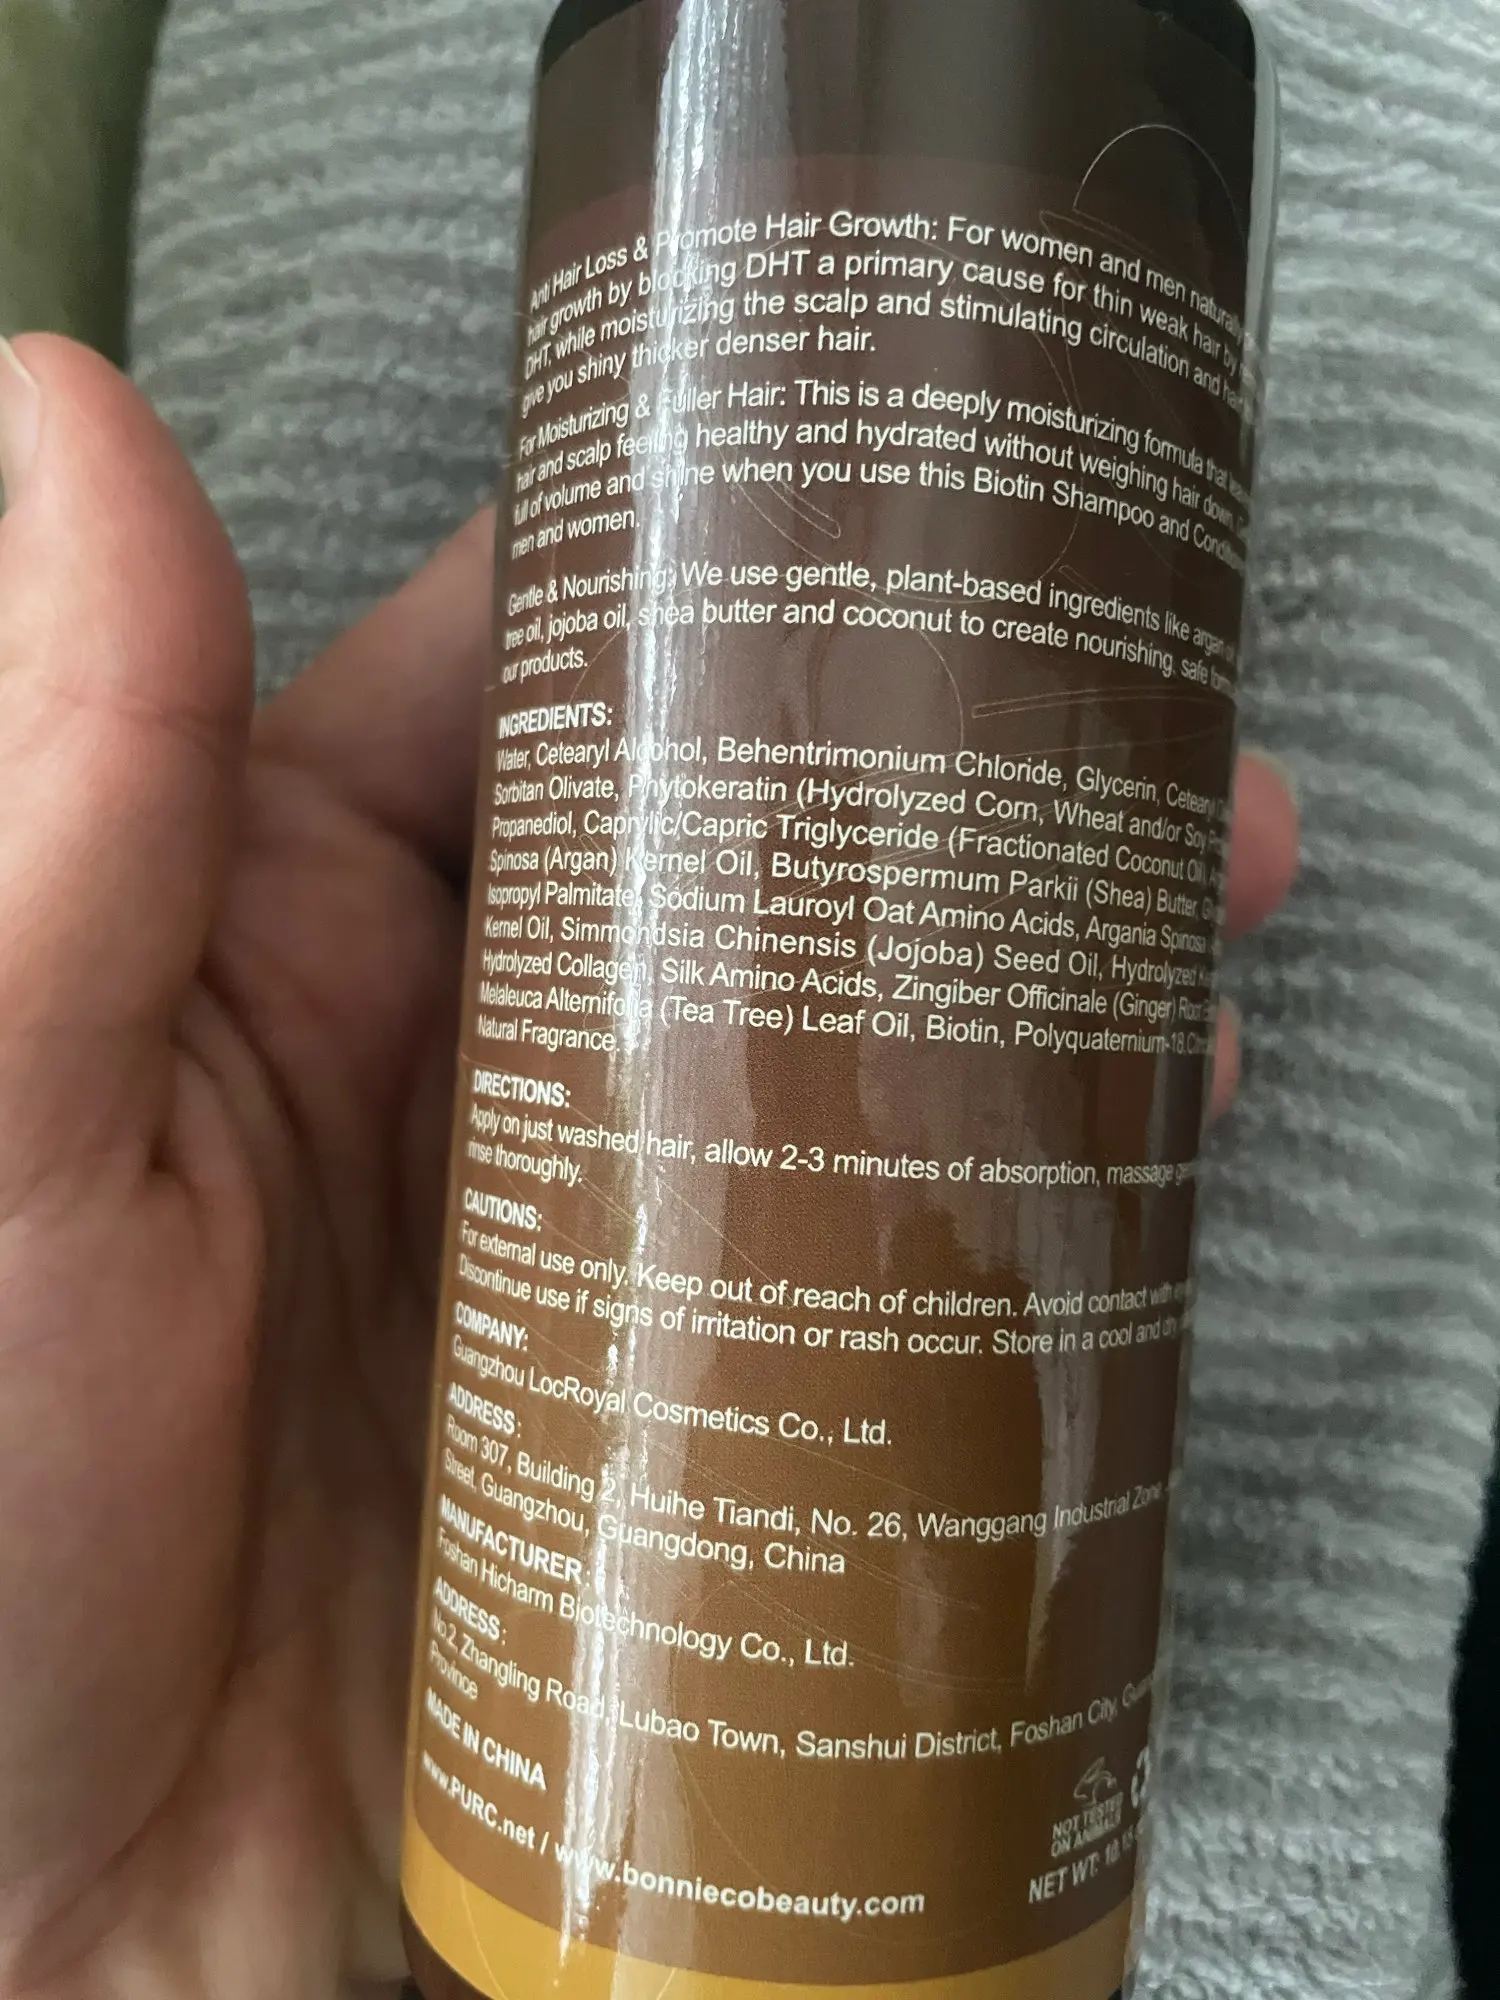 Anti Hair Loss & Promote Hair Growth: For women and men naturally
hair growth by blocking DHT a primary cause for thin weak hair by
DHT, while moisturizing the scalp and stimulating circulation and
give you shiny thicker denser hair.
For Moisturizing & Fuller Hair: This is a deeply moisturizing formula that
hair and scalp feeling healthy and hydrated without weighing hair down.
full of volume and shine when you use this Biotin Shampoo and
men and women.
Gentle & Nourishing: We use gentle, plant-based ingredients like argan
tree oil, jojoba oil, shea butter and coconut to create nourishing, safe
our products.
INGREDIENTS:
Water, Cetearyl Alcohol, Behentrimonium Chloride, Glycerin,
Sorbitan Olivate, Phytokeratin (Hydrolyzed Corn, Wheat and/or Soy
Propanediol, Caprylic/Capric Triglyceride (Fractionated Coconut Oil),
Spinosa (Argan) Kernel Oil, Butyrospermum Parkii (Shea) Butter,
Isopropyl Palmitate, Sodium Lauroyl Oat Amino Acids, Argania Spinosa
Kernel Oil, Simmondsia Chinensis (Jojoba) Seed Oil, Hydrolyzed
Hydrolyzed Collagen, Silk Amino Acids, Zingiber Officinale (Ginger) Root
Melaleuca Alternifolia (Tea Tree) Leaf Oil, Biotin, Polyquaternium-18,
Natural Fragrance.
DIRECTIONS:
Apply on just washed hair, allow 2-3 minutes of absorption, massage
rinse thoroughly.
CAUTIONS:
For external use only. Keep out of reach of children. Avoid contact with
Discontinue use if signs of irritation or rash occur. Store in a cool and
COMPANY:
Guangzhou LocRoyal Cosmetics Co., Ltd.
ADDRESS:
Room 307, Building 2, Huihe Tiandi, No. 26, Wanggang Industrial Zone
Street, Guangzhou, Guangdong, China
MANUFACTURER:
Foshan Hicharm Biotechnology Co., Ltd.
ADDRESS:
No.2, Zhangling Road, Lubao Town, Sanshui District, Foshan City,
Province
MADE IN CHINA
www.PURC.net / www.bonniecobeauty.com
NOT TESTED
ON ANIMALS
NET WT: